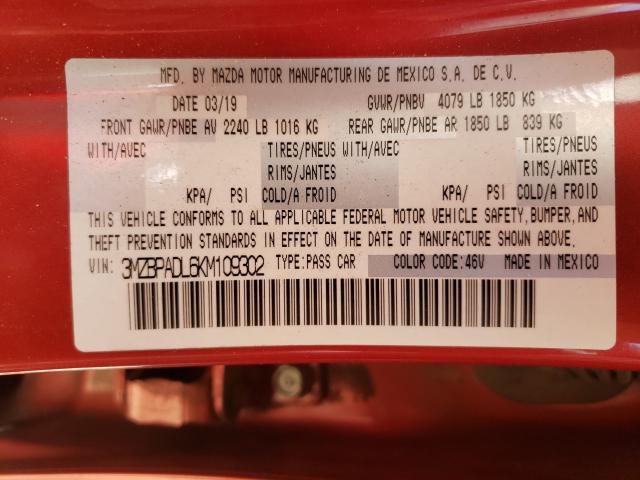 MFD. BY MAZDA MOTOR MANUFACTURING DE MEXICO S.A. DE C.V.
DATE 03/19 GVWR/PNBV 4079 LB 1850 KG
FRONT GAWR/PNBE AV 2240 LB 1016 KG REAR GAWR/PNBE AR 1850 LB 839 KG
WITH/AVEC TIRES/PNEUS WITH/AVEC TIRES/PNEUS
RIMS/JANTES RIMS/JANTES
KPA/ PSI COLD/A FROID KPA/ PSI COLD/A FROID
THIS VEHICLE CONFORMS TO ALL APPLICABLE FEDERAL MOTOR VEHICLE SAFETY,BUMPER,AND
THEFT PREVENTION STANDARDS IN EFFECT ON THE DATE OF MANUFACTURE SHOWN ABOVE.
VIN: 3MZBPADL6KM109302 TYPE:PASS CAR COLOR CODE:46V MADE IN MEXICO